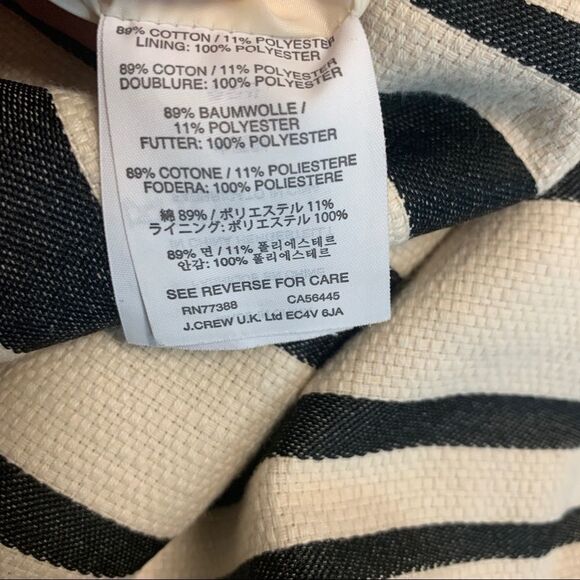 89% COTTON / 11% POLYESTER
LINING: 100% POLYESTER
89% COTON / 11% POLYESTER
DOUBLURE: 100% POLYESTER
89% BAUMWOLLE /
11% POLYESTER
FUTTER: 100% POLYESTER
89% COTONE / 11% POLIESTERE
FODERA: 100% POLIESTERE
綿 89% / ポリエステル 11%
ライニング: ポリエステル 100%
89% 면 / 11% 폴리에스테르
안감: 100% 폴리에스테르
SEE REVERSE FOR CARE
RN77388 CA56445
J.CREW U.K. Ltd EC4V 6JA